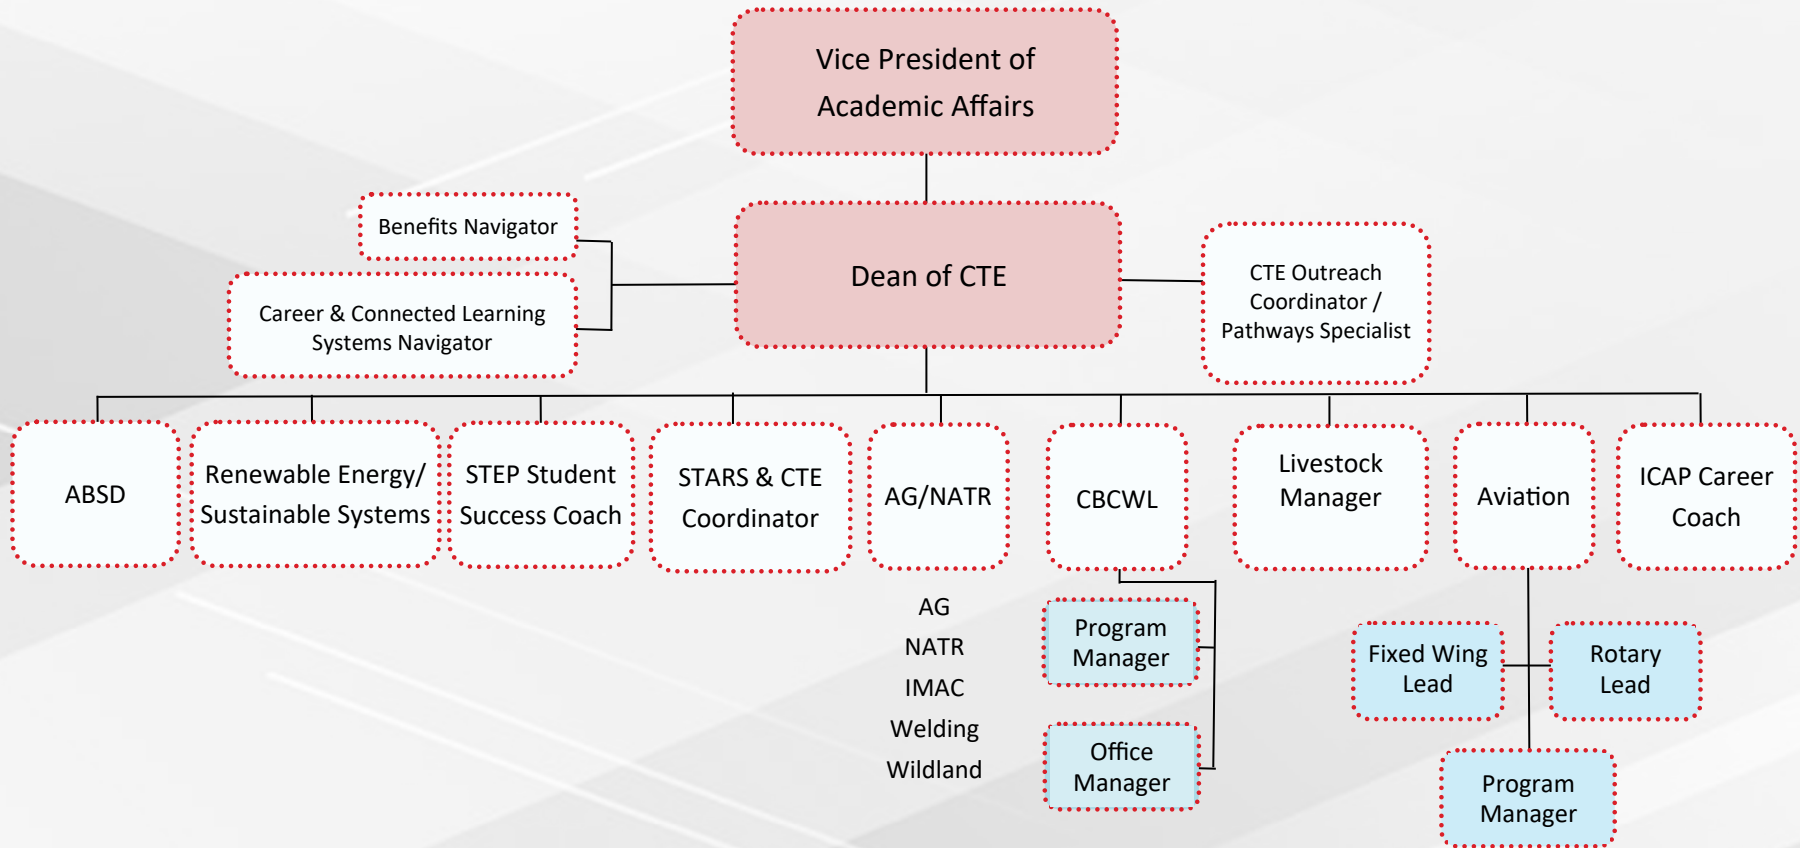 Vice President of
Academic Affairs
Benefits Navigator
Career & Connected Learning
Systems Navigator
Dean of CTE
CTE Outreach
Coordinator /
Pathways Specialist
ABSD
Renewable Energy/
Sustainable Systems
STEP Student
Success Coach
STARS & CTE
Coordinator
AG/NATR
CBCWL
Livestock
Manager
Aviation
ICAP Career
Coach
AG
NATR
IMAC
Welding
Wildland
Program
Manager
Office
Manager
Fixed Wing
Lead
Rotary
Lead
Program
Manager